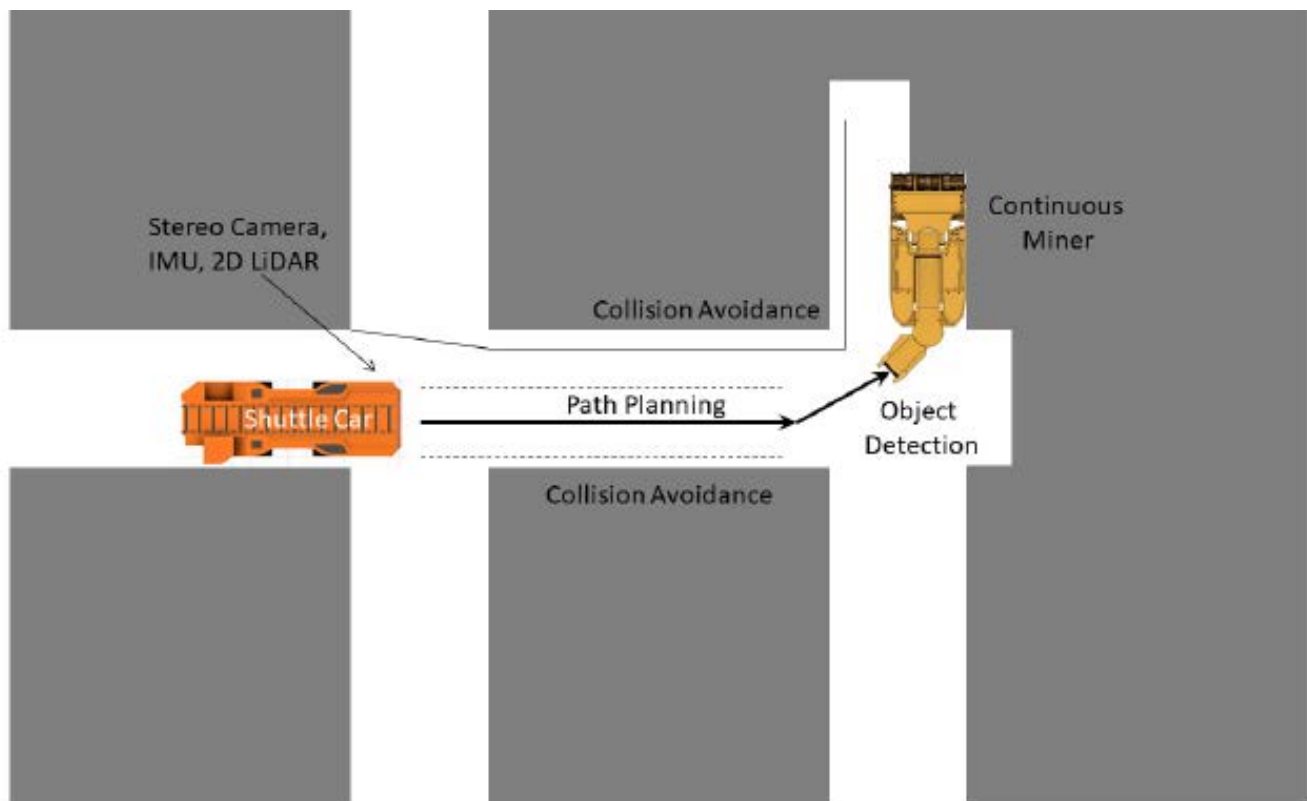 Stereo Camera,
IMU, 2D LiDAR
Continuous
Miner
Collision Avoidance
Shuttle Car
Path Planning
Object
Detection
Collision Avoidance